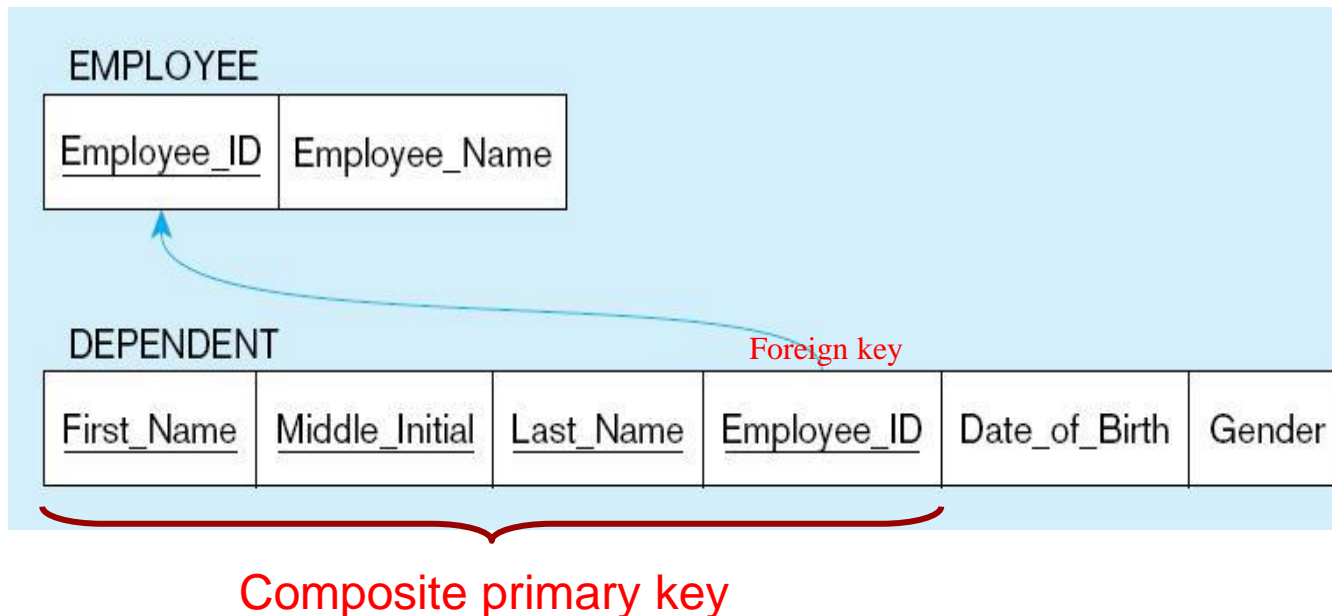 EMPLOYEE
Employee_ID Employee_Name
DEPENDENT
Foreign key
First_Name Middle_Initial Last_Name Employee_ID Date_of_Birth Gender
Composite primary key